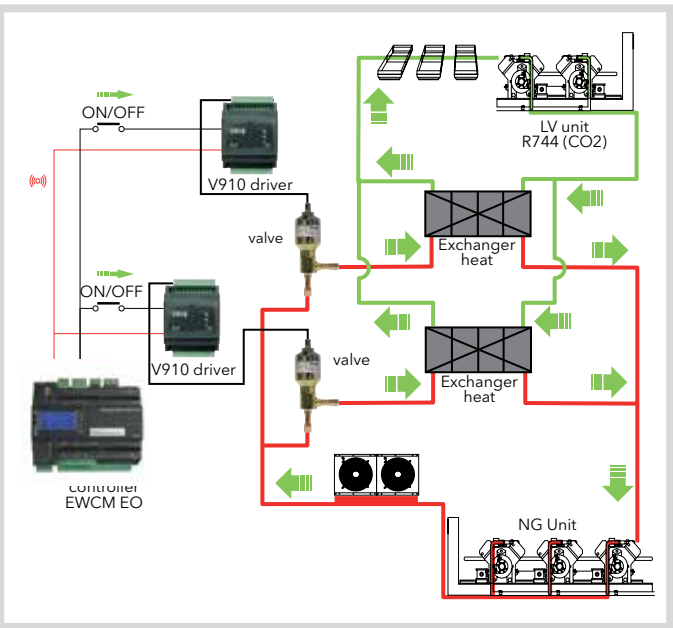 ON/OFF
V910 driver
LV unit
R744 (CO2)
valve
Exchanger
heat
ON/OFF
V910 driver
valve
Exchanger
heat
controller
EWCM EO
NG Unit